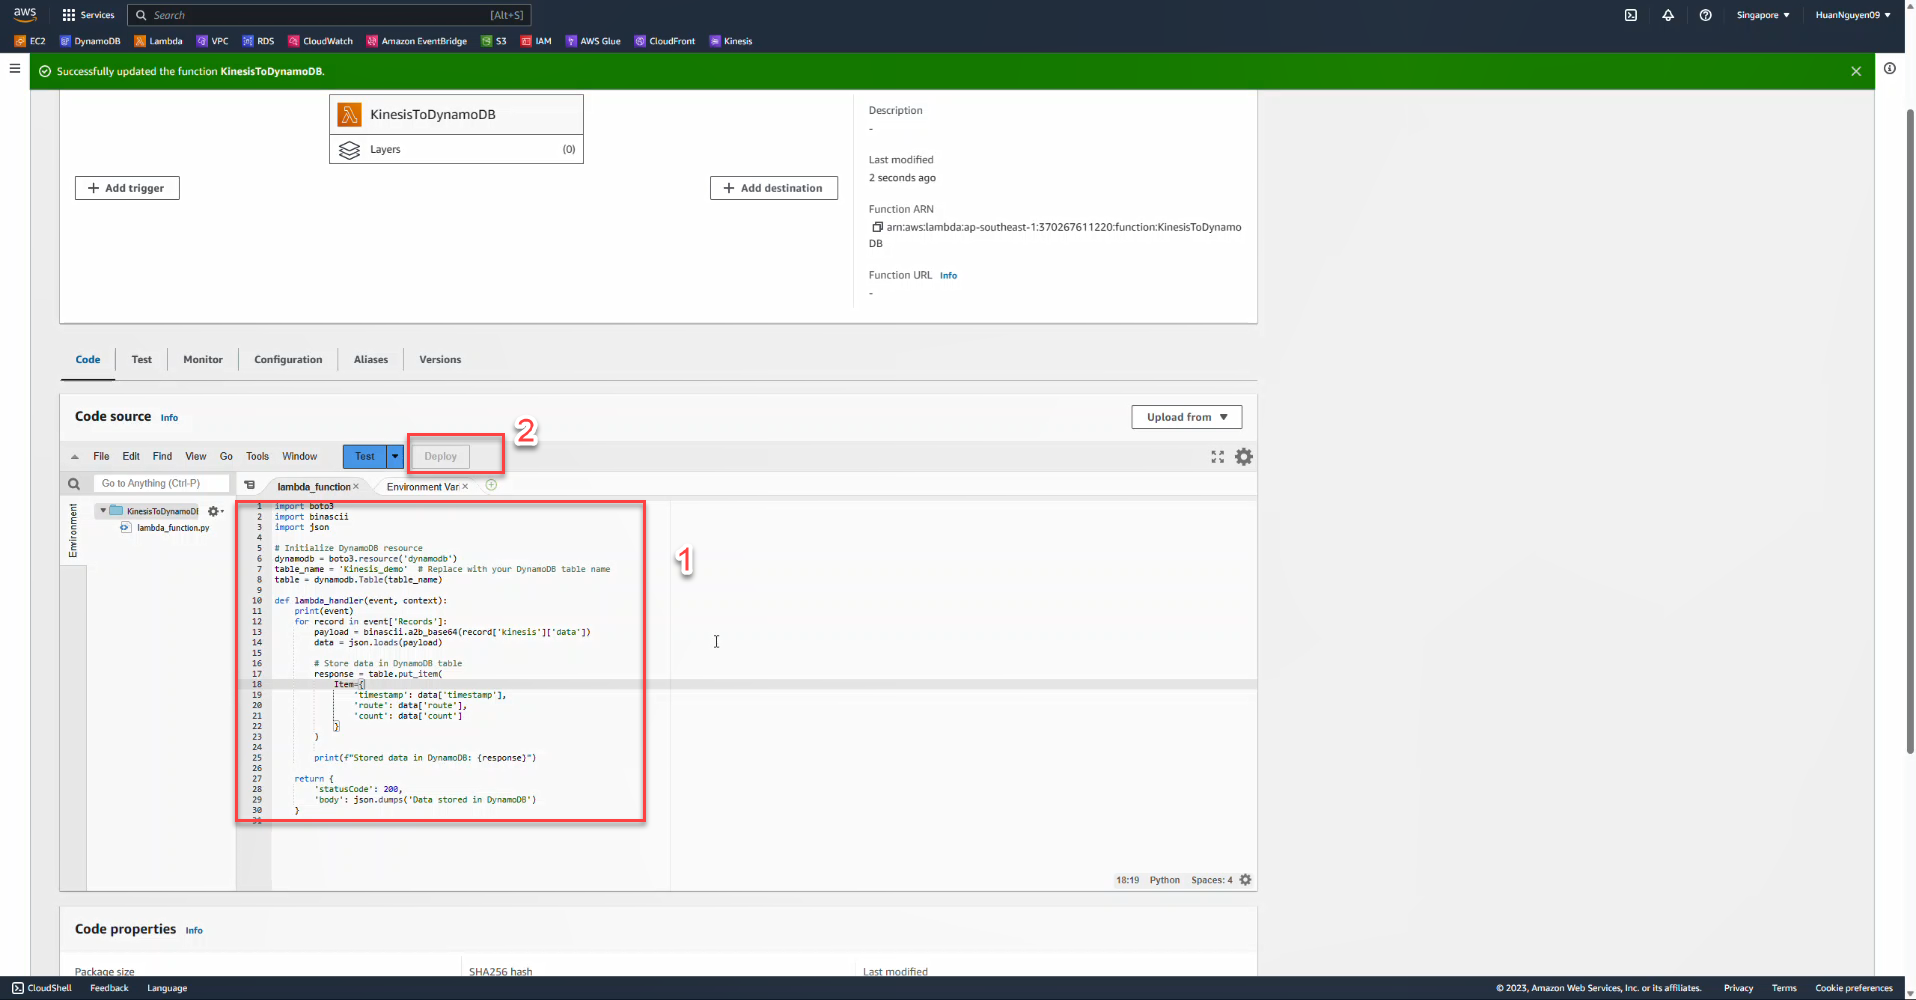 aws
Services
Search
[Alt+S]
Singapore
HuanNguyen09
EC2
DynamoDB
Lambda
VPC
RDS
CloudWatch
Amazon EventBridge
S3
IAM
AWS Glue
CloudFront
Kinesis
Successfully updated the function KinesisToDynamoDB.
KinesisToDynamoDB
Layers
(0)
Add trigger
Add destination
Description
-
Last modified
2 seconds ago
Function ARN
arn:aws:lambda:ap-southeast-1:370267611220:function:KinesisToDynamo
DB
Function URL Info
-
Code
Test
Monitor
Configuration
Aliases
Versions
Code source Info
Upload from
2
File Edit Find View Go Tools Window
Test
Deploy
Go to Anything (Ctrl-P)
lambda_function
Environment Var
Environment
KinesisToDynamoDB
lambda_function.py
1
1 import boto3
2 import binascii
3 import json
4
5 # Initialize DynamoDB resource
6 dynamodb = boto3.resource('dynamodb')
7 table_name = 'Kinesis_demo'  # Replace with your DynamoDB table name
8 table = dynamodb.Table(table_name)
9
10 def lambda_handler(event, context):
11     print(event)
12     for record in event['Records']:
13         payload = binascii.a2b_base64(record['kinesis']['data'])
14         data = json.loads(payload)
15
16         # Store data in DynamoDB table
17         response = table.put_item(
18             Item={
19                 'timestamp': data['timestamp'],
20                 'route': data['route'],
21                 'count': data['count']
22             }
23         )
24
25         print(f"Stored data in DynamoDB: {response}")
26
27     return {
28         'statusCode': 200,
29         'body': json.dumps('Data stored in DynamoDB')
30     }
31
18:19 Python Spaces: 4
Code properties Info
Package size
SHA256 hash
Last modified
CloudShell
Feedback
Language
© 2023, Amazon Web Services, Inc. or its affiliates.
Privacy
Terms
Cookie preferences